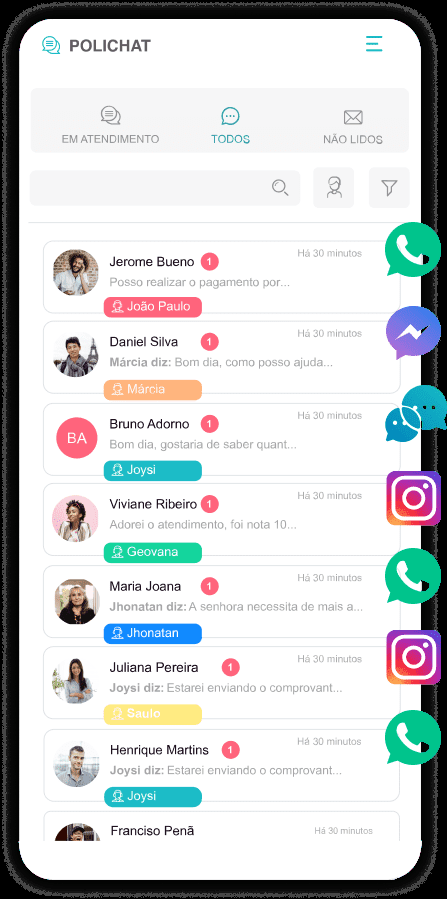 POLICHAT
EM ATENDIMENTO
TODOS
NÃO LIDOS
Jerome Bueno 1 Há 30 minutos
Posso realizar o pagamento por...
João Paulo
Daniel Silva 1 Há 30 minutos
Márcia diz: Bom dia, como posso ajuda...
Márcia
BA
Bruno Adorno 1 Há 30 minutos
Bom dia, gostaria de saber quant...
Joysi
Viviane Ribeiro 1 Há 30 minutos
Adorei o atendimento, foi nota 10...
Geovana
Maria Joana 1 Há 30 minutos
Jhonatan diz: A senhora necessita de mais a...
Jhonatan
Juliana Pereira 1 Há 30 minutos
Joysi diz: Estarei enviando o comprovant...
Saulo
Henrique Martins 1 Há 30 minutos
Joysi diz: Estarei enviando o comprovant...
Joysi
Franciso Penã Há 30 minutos